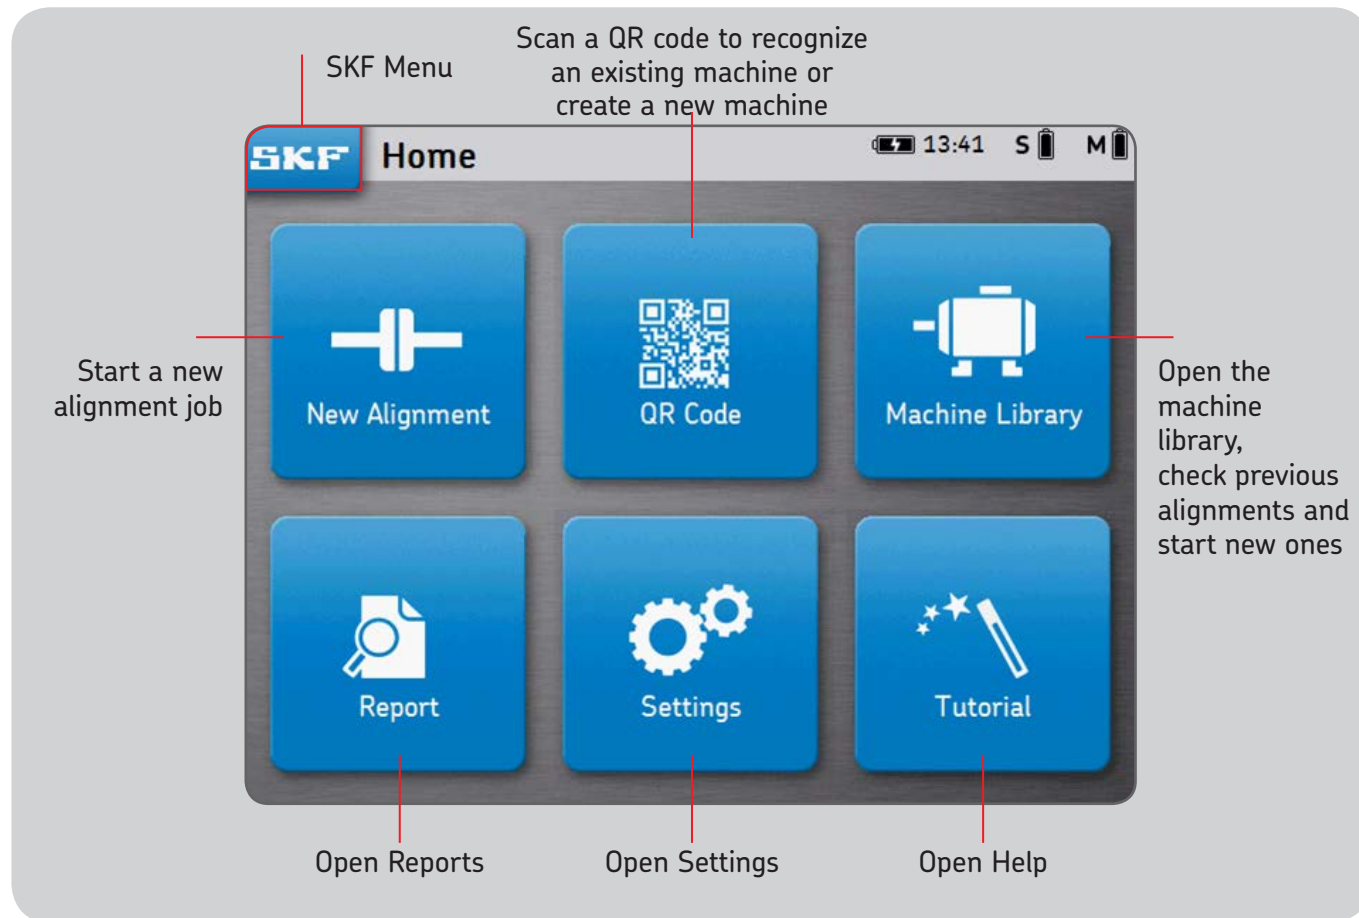 Scan a QR code to recognize
an existing machine or
create a new machine
SKF Menu
SKF Home 13:41 S M
Start a new
alignment job
New Alignment
QR Code
Machine Library
Open the
machine
library,
check previous
alignments and
start new ones
Report
Settings
Tutorial
Open Reports
Open Settings
Open Help